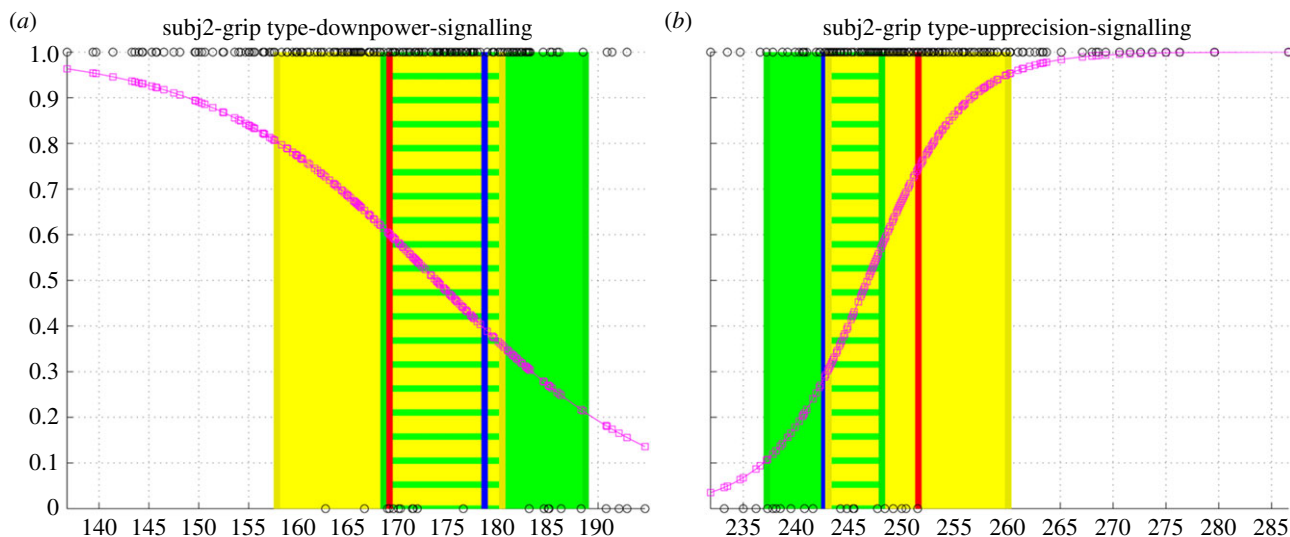 (a) subj2-grip type-downpower-signalling
1.0
0.9
0.8
0.7
0.6
0.5
0.4
0.3
0.2
0.1
0
140 145 150 155 160 165 170 175 180 185 190
(b) subj2-grip type-upprecision-signalling
235 240 245 250 255 260 265 270 275 280 285